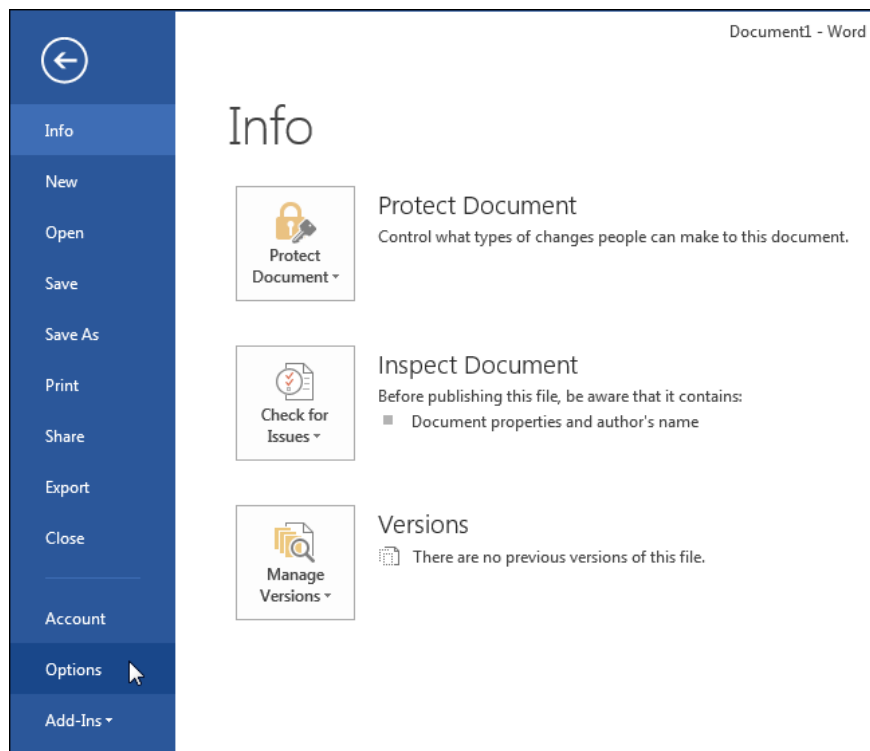 Document1 - Word
Info
New
Open
Save
Save As
Print
Share
Export
Close
Account
Options
Add-Ins
Info
Protect
Document
Protect Document
Control what types of changes people can make to this document.
Check for
Issues
Inspect Document
Before publishing this file, be aware that it contains:
Document properties and author's name
Manage
Versions
Versions
There are no previous versions of this file.